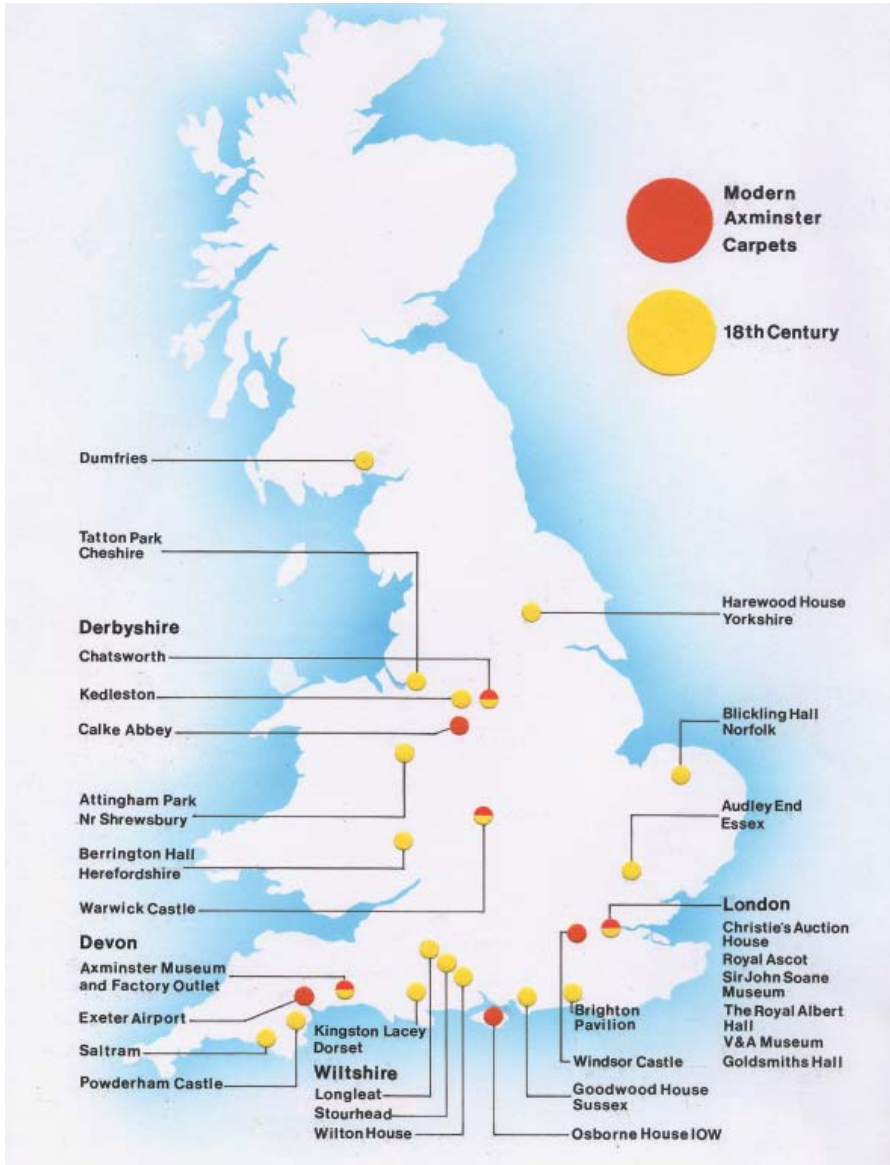 Modern
Axminster
Carpets
18th Century
Dumfries
Tatton Park
Cheshire
Derbyshire
Chatsworth
Kedleston
Calke Abbey
Attingham Park
Nr Shrewsbury
Berrington Hall
Herefordshire
Warwick Castle
Devon
Axminster Museum
and Factory Outlet
Exeter Airport
Saltram
Powderham Castle
Kingston Lacey
Dorset
Wiltshire
Longleat
Stourhead
Wilton House
Harewood House
Yorkshire
Blickling Hall
Norfolk
Audley End
Essex
London
Christie's Auction
House
Royal Ascot
Sir John Soane
Museum
The Royal Albert
Hall
V&A Museum
Goldsmiths Hall
Brighton
Pavilion
Windsor Castle
Goodwood House
Sussex
Osborne House IOW